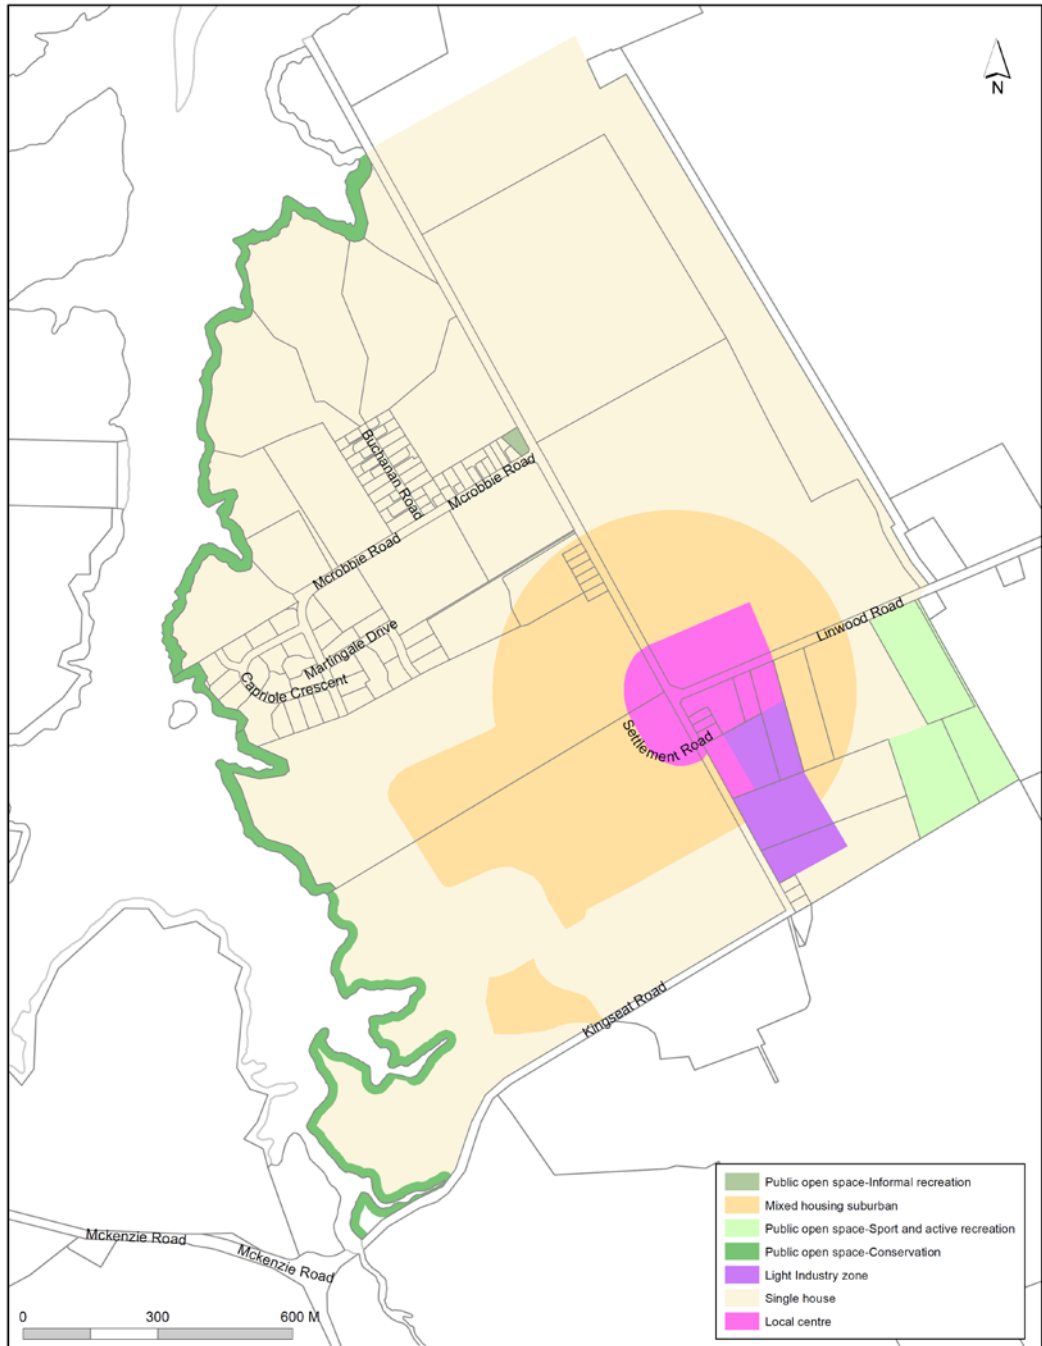 N
Buchanan Road
Mcrobbie Road
Mcrobbie Road
Linwood Road
Martingale Drive
Capriole Crescent
Settlement Road
Kingseat Road
Mckenzie Road
Mckenzie Road
Public open space-Informal recreation
Mixed housing suburban
Public open space-Sport and active recreation
Public open space-Conservation
Light Industry zone
Single house
Local centre
0 300 600 M